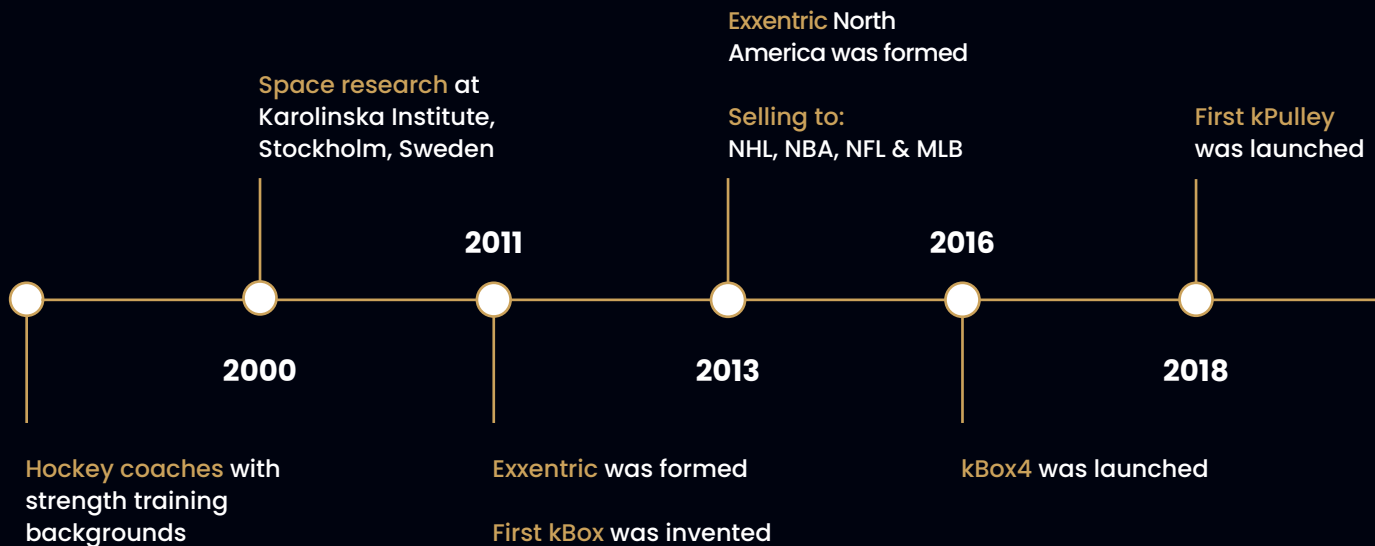 Hockey coaches with
strength training
backgrounds
2000
Space research at
Karolinska Institute,
Stockholm, Sweden
2011
Exxentric was formed
First kBox was invented
2013
Exxentric North
America was formed
Selling to:
NHL, NBA, NFL & MLB
2016
kBox4 was launched
2018
First kPulley
was launched